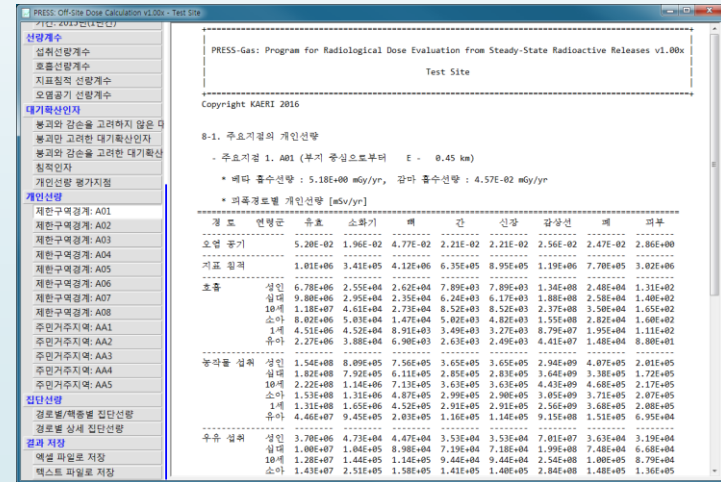 PRESS: Off-Site Dose Calculation v1.00x - Test Site
기간: 2015년(1년간)
선량계수
섭취선량계수
호흡선량계수
지표침적 선량계수
오염공기 선량계수
대기확산인자
붕괴와 감손을 고려하지 않은 대
붕괴만 고려한 대기확산인자
붕괴와 감손을 고려한 대기확산
침적인자
개인선량 평가지점
개인선량
제한구역경계: A01
제한구역경계: A02
제한구역경계: A03
제한구역경계: A04
제한구역경계: A05
제한구역경계: A06
제한구역경계: A07
제한구역경계: A08
주민거주지역: AA1
주민거주지역: AA2
주민거주지역: AA3
주민거주지역: AA4
주민거주지역: AA5
집단선량
경로별/핵종별 집단선량
경로별 상세 집단선량
결과 저장
엑셀 파일로 저장
텍스트 파일로 저장
PRESS-Gas: Program for Radiological Dose Evaluation from Steady-State Radioactive Releases v1.00x
Test Site
Copyright KAERI 2016
8-1. 주요지점의 개인선량
- 주요지점 1. A01 (부지 중심으로부터 E - 0.45 km)
* 베타 흡수선량 : 5.18E+00 mGy/yr, 감마 흡수선량 : 4.57E-02 mGy/yr
* 피폭경로별 개인선량 [mSv/yr]
경 로 연령군 유효 소화기 뼈 간 신장 갑상선 폐 피부
오염 공기 5.20E-02 1.96E-02 4.77E-02 2.21E-02 2.21E-02 2.56E-02 2.47E-02 2.86E+00
지표 침적 1.01E+06 3.41E+05 4.12E+06 6.35E+05 8.95E+05 1.19E+06 7.70E+05 3.02E+06
호흡 성인 6.78E+06 2.55E+04 2.62E+04 7.89E+03 7.89E+03 1.34E+08 2.48E+04 1.31E+02
십대 9.80E+06 2.95E+04 2.35E+04 6.24E+03 6.17E+03 1.88E+08 2.58E+04 1.40E+02
10세 1.18E+07 4.61E+04 2.73E+04 8.52E+03 8.52E+03 2.37E+08 3.50E+04 1.65E+02
소아 8.02E+06 5.03E+04 1.47E+04 5.02E+03 4.82E+03 1.55E+08 2.82E+04 1.60E+02
1세 4.51E+06 4.52E+04 8.91E+03 3.49E+03 3.27E+03 8.79E+07 1.95E+04 1.11E+02
유아 2.27E+06 3.88E+04 6.90E+03 2.63E+03 2.49E+03 4.41E+07 1.48E+04 8.80E+01
농작물 섭취 성인 1.54E+08 8.09E+05 7.56E+05 3.65E+05 3.65E+05 2.94E+09 4.07E+05 2.01E+05
십대 1.82E+08 7.92E+05 6.11E+05 2.85E+05 2.83E+05 3.64E+09 3.38E+05 1.72E+05
10세 2.22E+08 1.14E+06 7.13E+05 3.63E+05 3.63E+05 4.43E+09 4.68E+05 2.17E+05
소아 1.53E+08 1.31E+06 4.87E+05 2.99E+05 2.90E+05 3.05E+09 3.71E+05 2.07E+05
1세 1.31E+08 1.65E+06 4.52E+05 2.91E+05 2.91E+05 2.56E+09 3.68E+05 2.08E+05
유아 4.46E+07 9.45E+05 2.03E+05 1.16E+05 1.14E+05 9.15E+08 1.51E+05 6.95E+04
우유 섭취 성인 3.70E+06 4.73E+04 4.47E+04 3.53E+04 3.53E+04 7.01E+07 3.63E+04 3.19E+04
십대 1.00E+07 1.04E+05 8.98E+04 7.19E+04 7.18E+04 1.99E+08 7.48E+04 6.68E+04
10세 1.28E+07 1.44E+05 1.14E+05 9.44E+04 9.44E+04 2.54E+08 1.00E+05 8.79E+04
소아 1.43E+07 2.51E+05 1.58E+05 1.41E+05 1.40E+05 2.84E+08 1.48E+05 1.36E+05